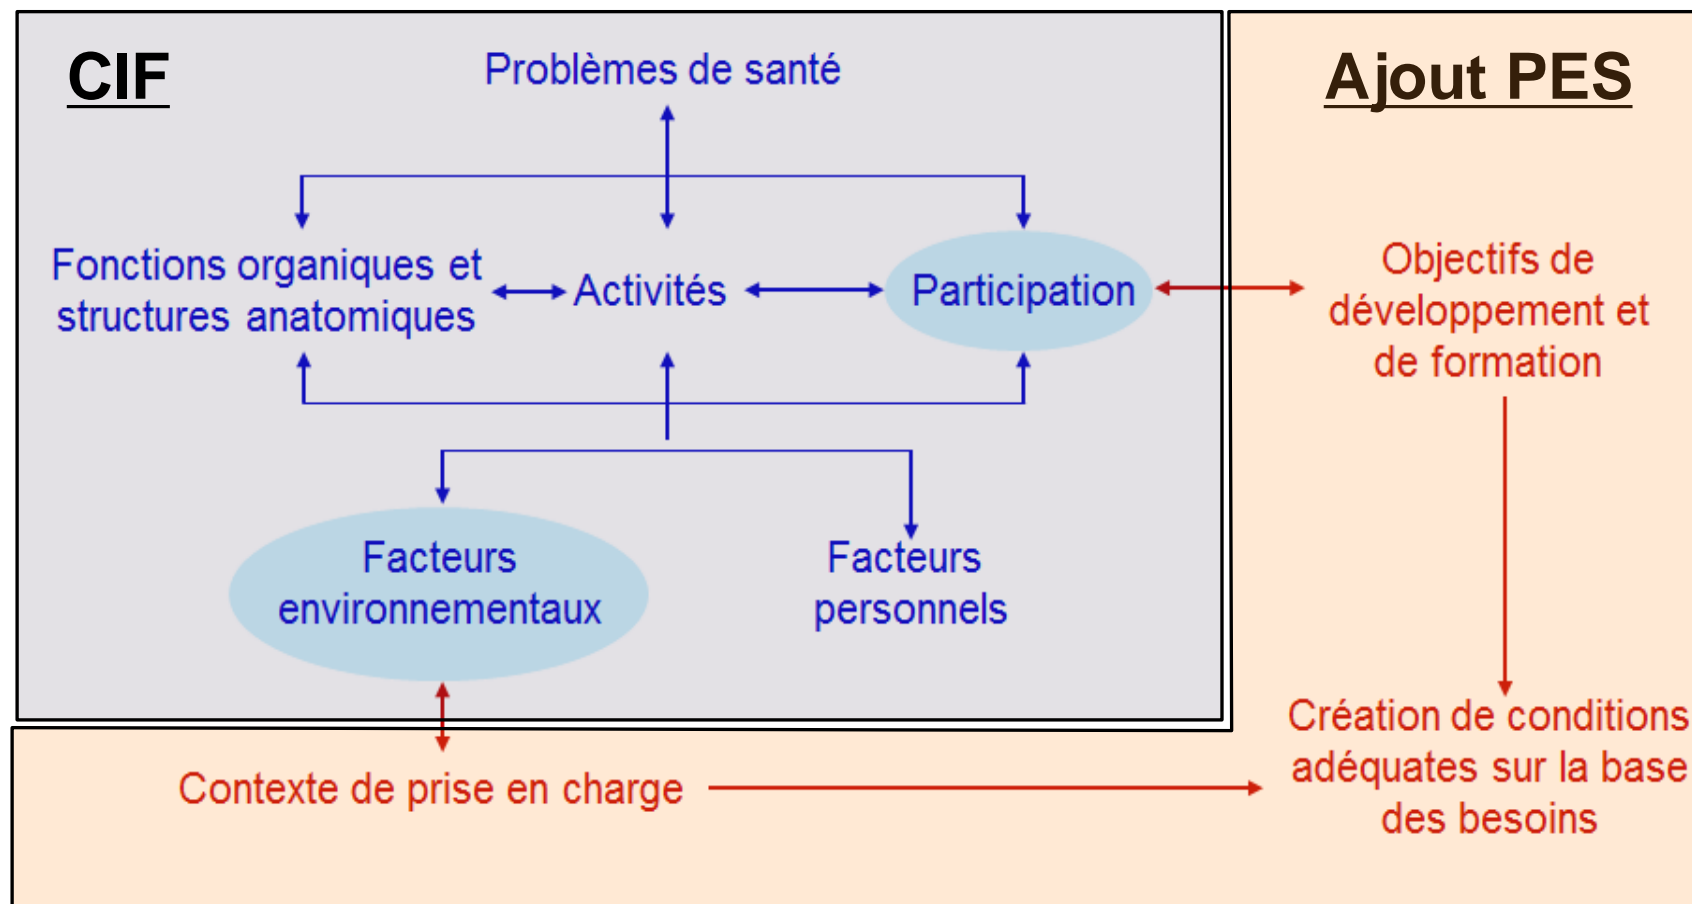 CIF
Problèmes de santé
Ajout PES
Fonctions organiques et
structures anatomiques
Activités
Participation
Objectifs de
développement et
de formation
Facteurs
environnementaux
Facteurs
personnels
Contexte de prise en charge
Création de conditions
adéquates sur la base
des besoins